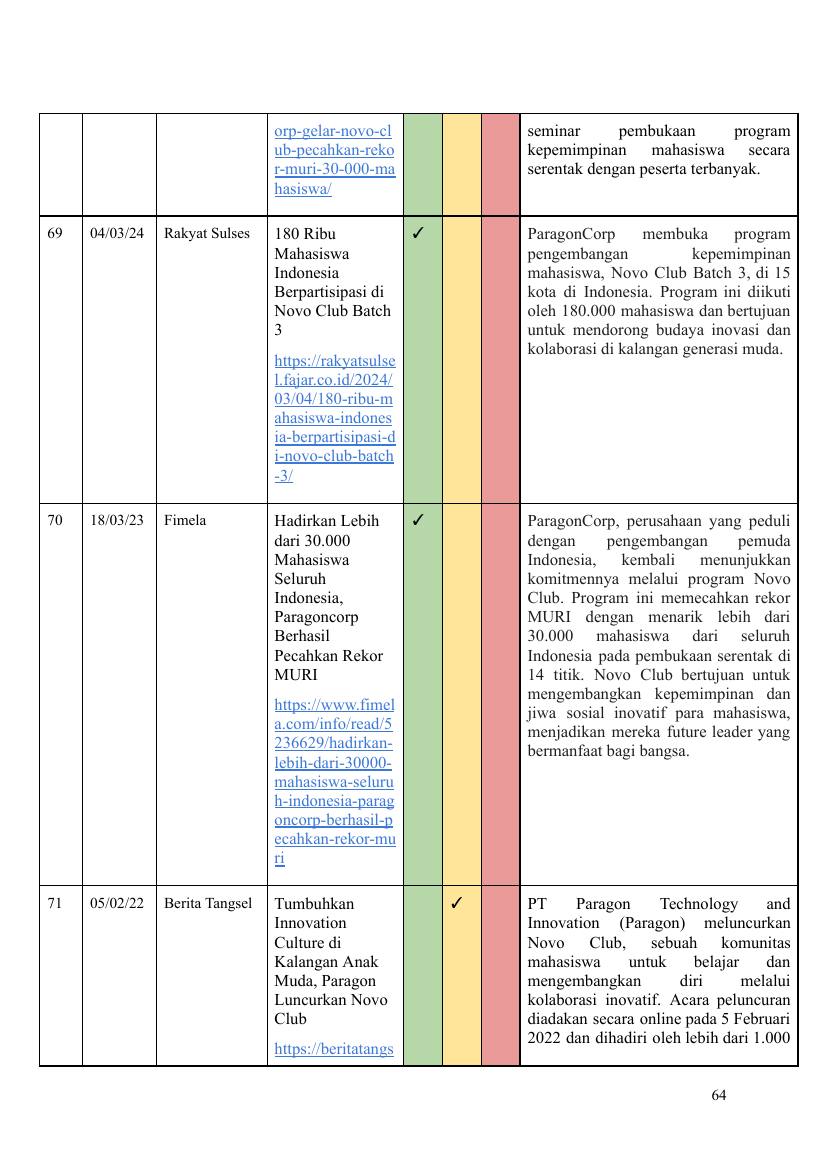 orp-gelar-novo-cl
ub-pecahkan-reko
r-muri-30-000-ma
hasiswa/
seminar pembukaan program
kepemimpinan mahasiswa secara
serentak dengan peserta terbanyak.
69
04/03/24
Rakyat Sulses
180 Ribu
Mahasiswa
Indonesia
Berpartisipasi di
Novo Club Batch
3
https://rakyatsulse
l.fajar.co.id/2024/
03/04/180-ribu-m
ahasiswa-indones
ia-berpartisipasi-d
i-novo-club-batch
-3/
✓
ParagonCorp membuka program
pengembangan kepemimpinan
mahasiswa, Novo Club Batch 3, di 15
kota di Indonesia. Program ini diikuti
oleh 180.000 mahasiswa dan bertujuan
untuk mendorong budaya inovasi dan
kolaborasi di kalangan generasi muda.
70
18/03/23
Fimela
Hadirkan Lebih
dari 30.000
Mahasiswa
Seluruh
Indonesia,
Paragoncorp
Berhasil
Pecahkan Rekor
MURI
https://www.fimel
a.com/info/read/5
236629/hadirkan-
lebih-dari-30000-
mahasiswa-seluru
h-indonesia-parag
oncorp-berhasil-p
ecahkan-rekor-mu
ri
✓
ParagonCorp, perusahaan yang peduli
dengan pengembangan pemuda
Indonesia, kembali menunjukkan
komitmennya melalui program Novo
Club. Program ini memecahkan rekor
MURI dengan menarik lebih dari
30.000 mahasiswa dari seluruh
Indonesia pada pembukaan serentak di
14 titik. Novo Club bertujuan untuk
mengembangkan kepemimpinan dan
jiwa sosial inovatif para mahasiswa,
menjadikan mereka future leader yang
bermanfaat bagi bangsa.
71
05/02/22
Berita Tangsel
Tumbuhkan
Innovation
Culture di
Kalangan Anak
Muda, Paragon
Luncurkan Novo
Club
https://beritatangs
✓
PT Paragon Technology and
Innovation (Paragon) meluncurkan
Novo Club, sebuah komunitas
mahasiswa untuk belajar dan
mengembangkan diri melalui
kolaborasi inovatif. Acara peluncuran
diadakan secara online pada 5 Februari
2022 dan dihadiri oleh lebih dari 1.000
64